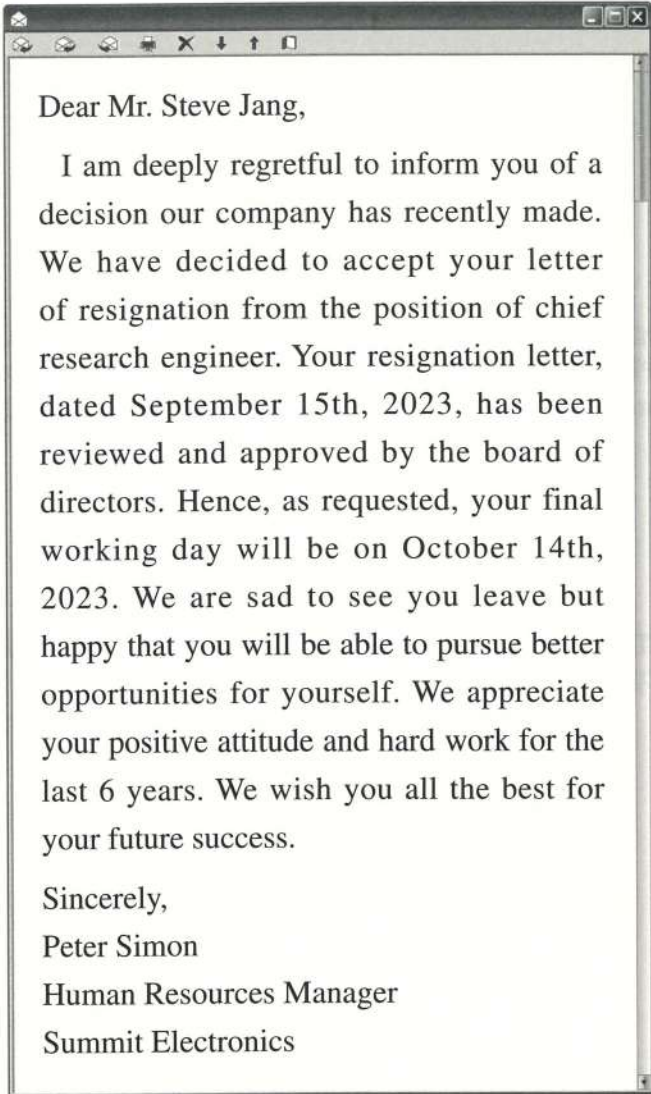 Dear Mr. Steve Jang,
I am deeply regretful to inform you of a
decision our company has recently made.
We have decided to accept your letter
of resignation from the position of chief
research engineer. Your resignation letter,
dated September 15th, 2023, has been
reviewed and approved by the board of
directors. Hence, as requested, your final
working day will be on October 14th,
2023. We are sad to see you leave but
happy that you will be able to pursue better
opportunities for yourself. We appreciate
your positive attitude and hard work for the
last 6 years. We wish you all the best for
your future success.
Sincerely,
Peter Simon
Human Resources Manager
Summit Electronics